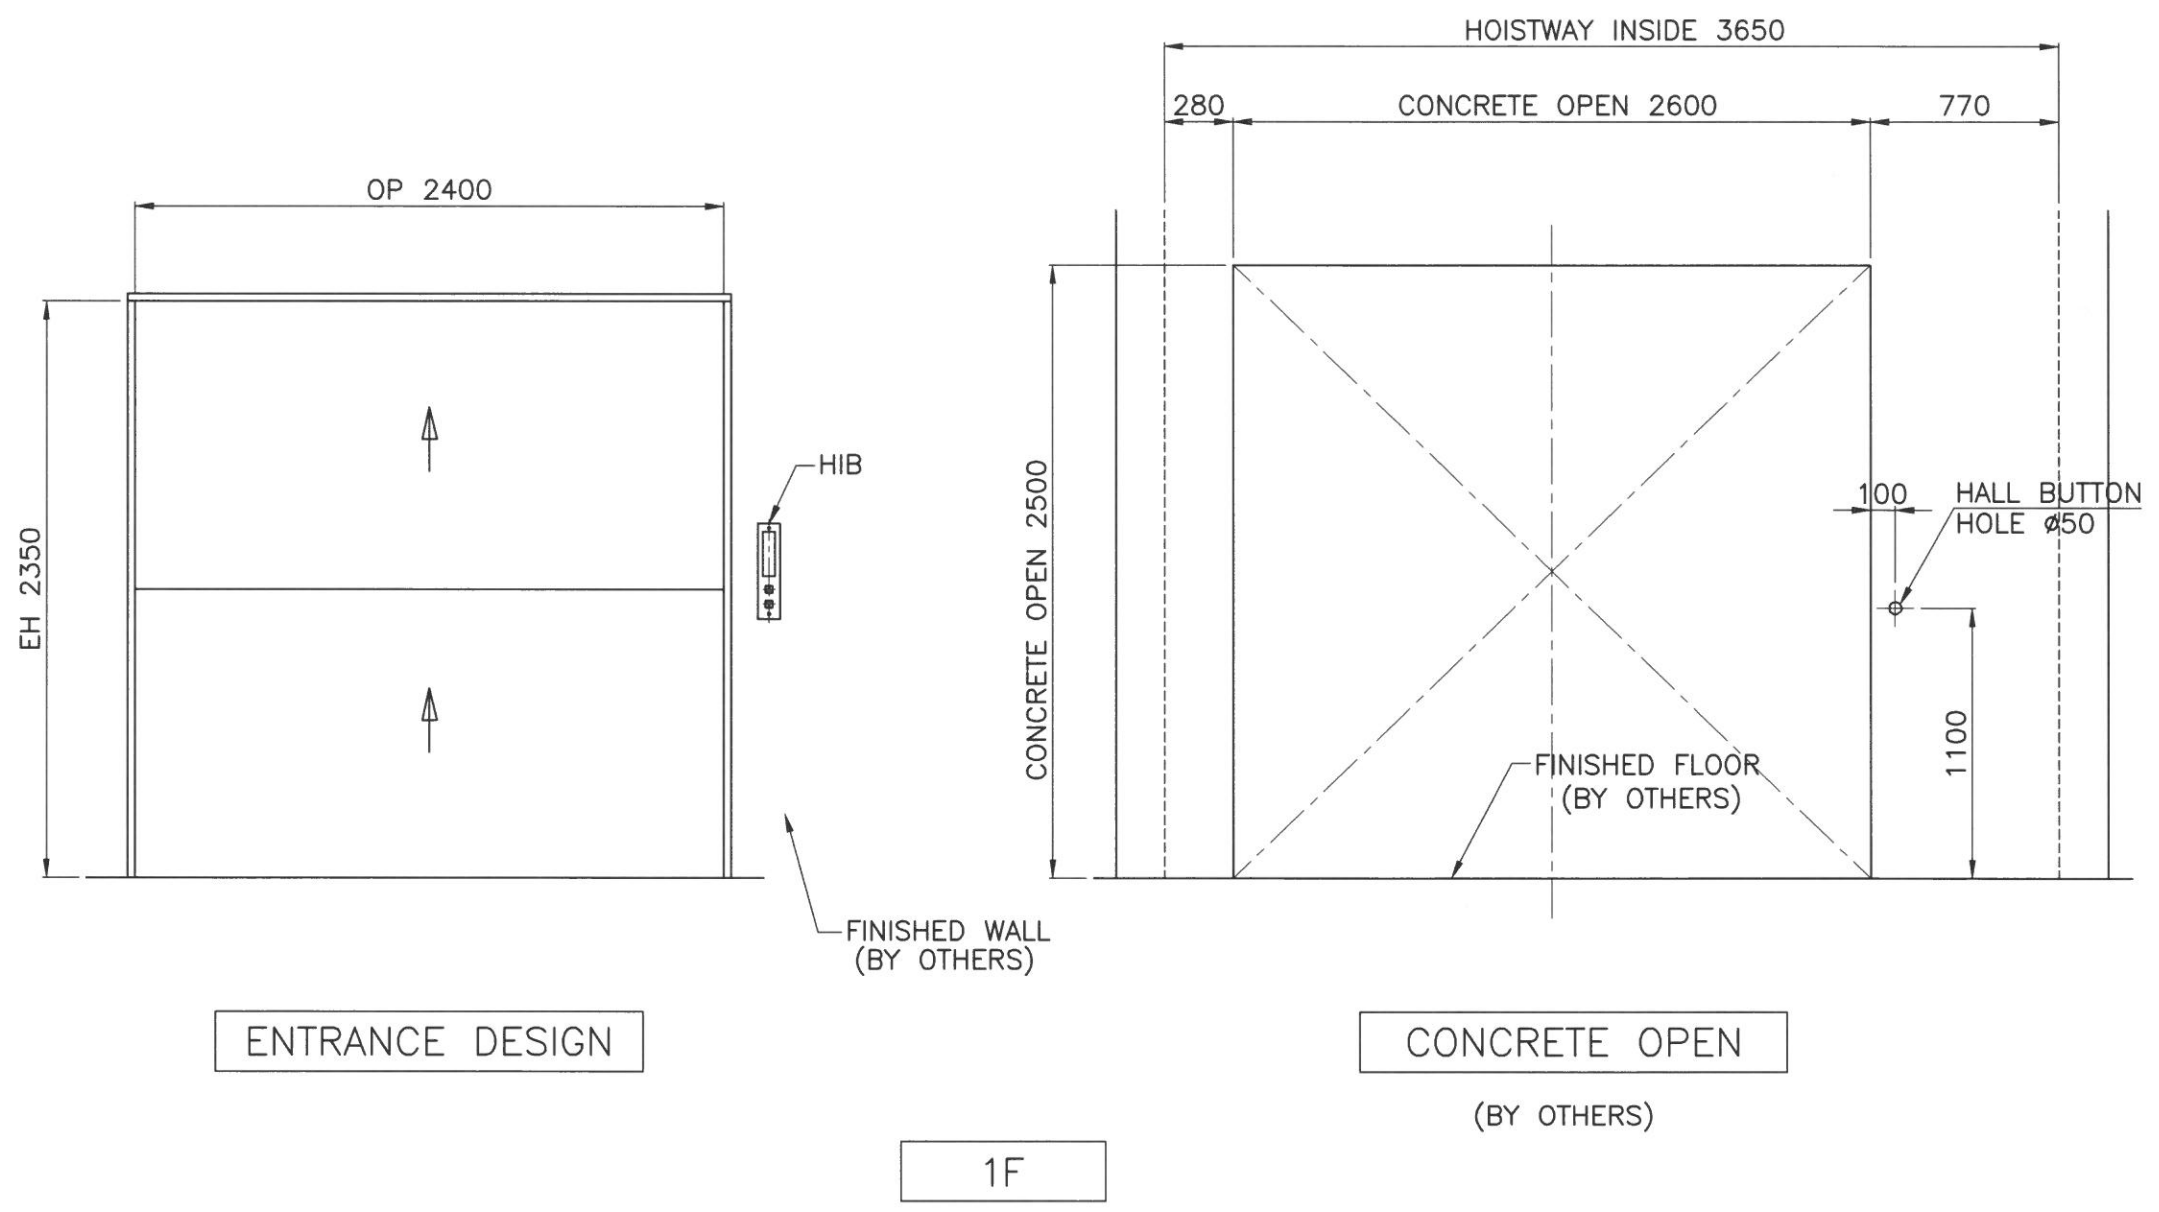 HOISTWAY INSIDE 3650
280
CONCRETE OPEN 2600
770
OP 2400
EH 2350
HIB
CONCRETE OPEN 2500
100
HALL BUTTON
HOLE ø50
1100
FINISHED FLOOR
(BY OTHERS)
FINISHED WALL
(BY OTHERS)
ENTRANCE DESIGN
CONCRETE OPEN
(BY OTHERS)
1F